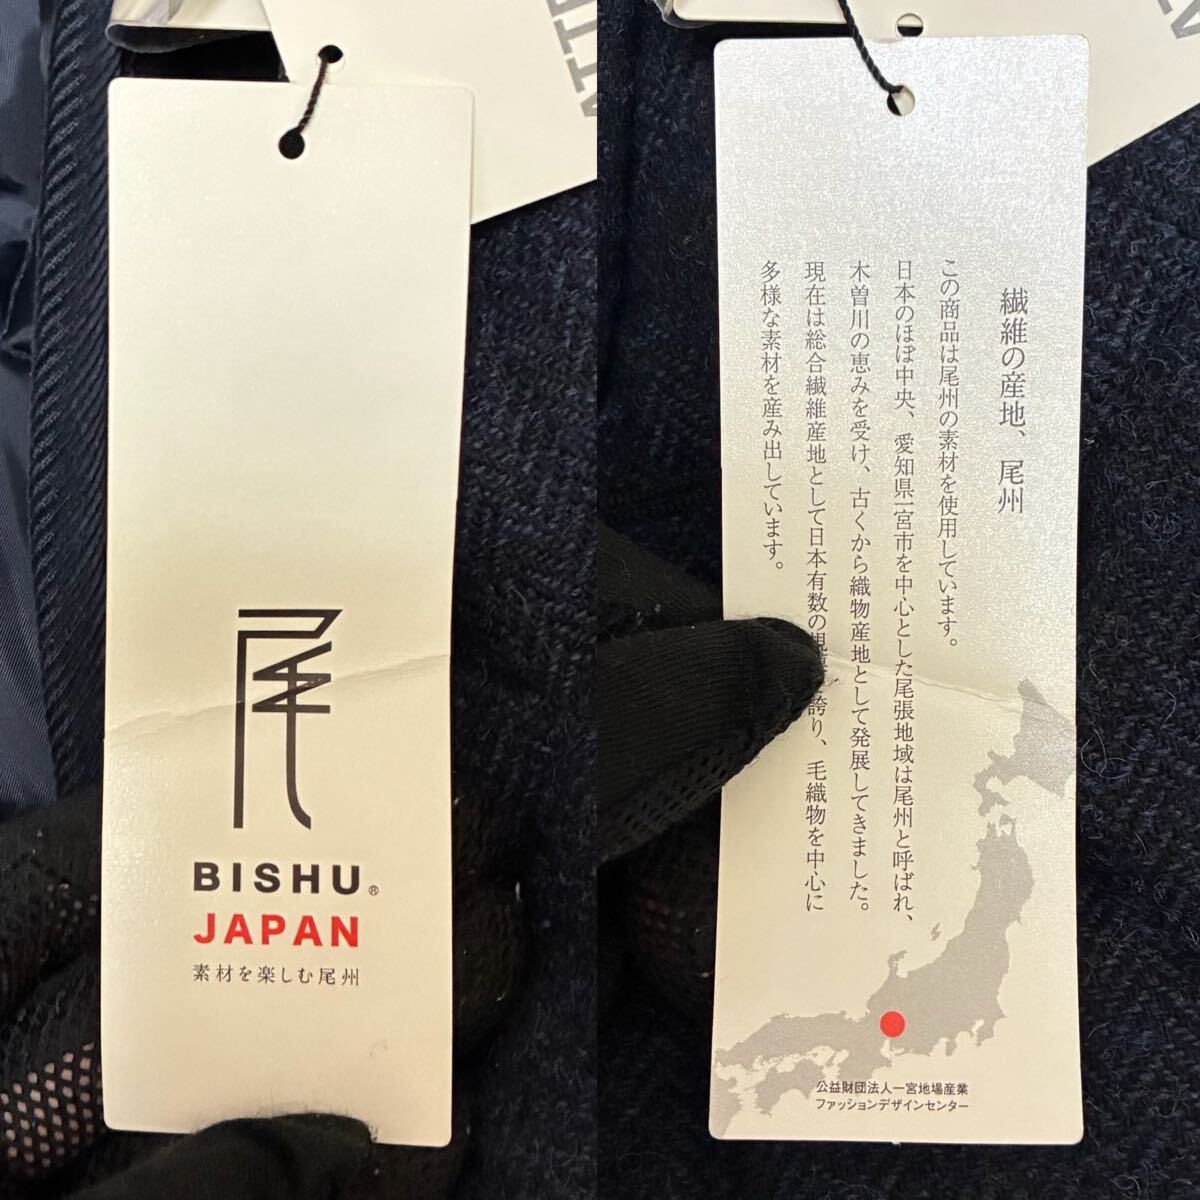 尾
BISHU®
JAPAN
素材を楽しむ尾州
繊維の産地、尾州
この商品は尾州の素材を使用しています。
日本のほぼ中央、愛知県一宮市を中心とした尾張地域は尾州と呼ばれ、
木曽川の恵みを受け、古くから織物産地として発展してきました。
現在は総合繊維産地として日本有数の規 誇り、毛織物を中心に
多様な素材を産み出しています。
公益財団法人一宮地場産業
ファッションデザインセンター